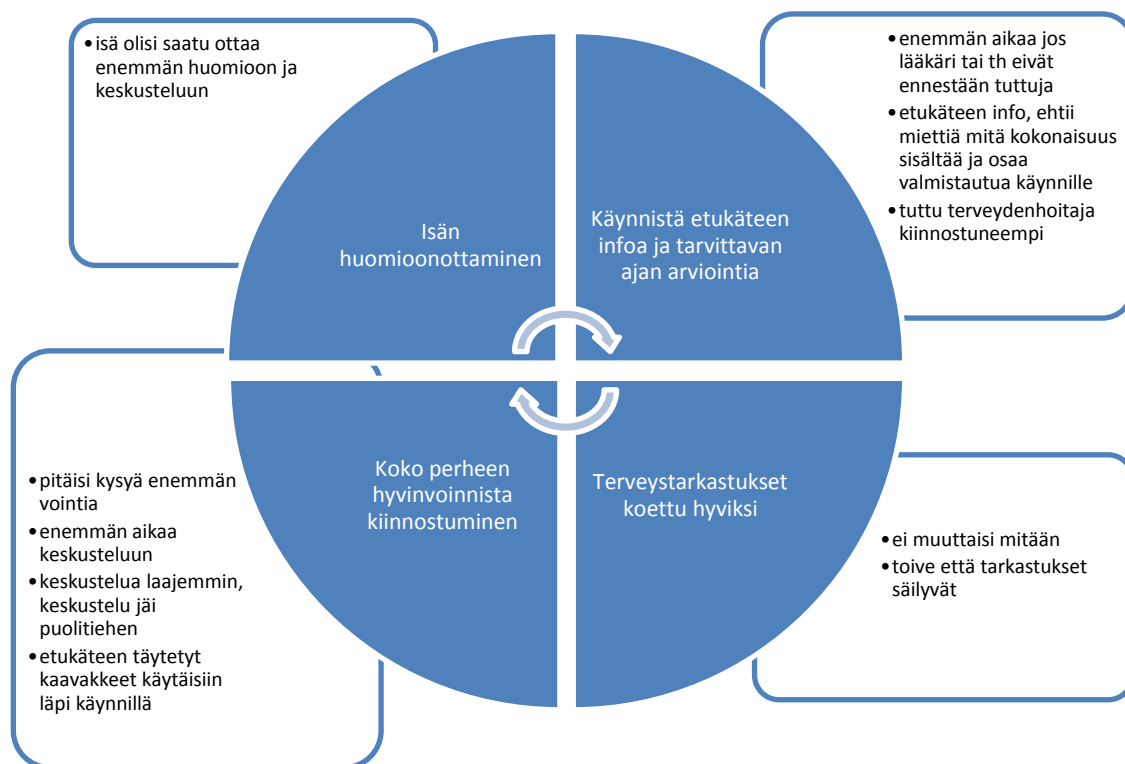 •isä olisi saatu ottaa
enemmän huomioon ja
keskusteluun
•enemmän aikaa jos
lääkäri tai th eivät
ennestään tuttuja
•etukäteen info, ehtii
miettiä mitä kokonaisuus
sisältää ja osaa
valmistautua käynnille
•tuttu terveydenhoitaja
kiinnostuneempi
Isän
huomioonottaminen
Käynnistä etukäteen
infoa ja tarvittavan
ajan arviointia
Koko perheen
hyvinvoinnista
kiinnostuminen
Terveystarkastukset
koettu hyviksi
•pitäisi kysyä enemmän
vointia
•enemmän aikaa
keskusteluun
•keskustelua laajemmin,
keskustelu jäi
puolitiehen
•etukäteen täytetyt
kaavakkeet käytäisiin
läpi käynnillä
•ei muuttaisi mitään
•toive että tarkastukset
säilyvät